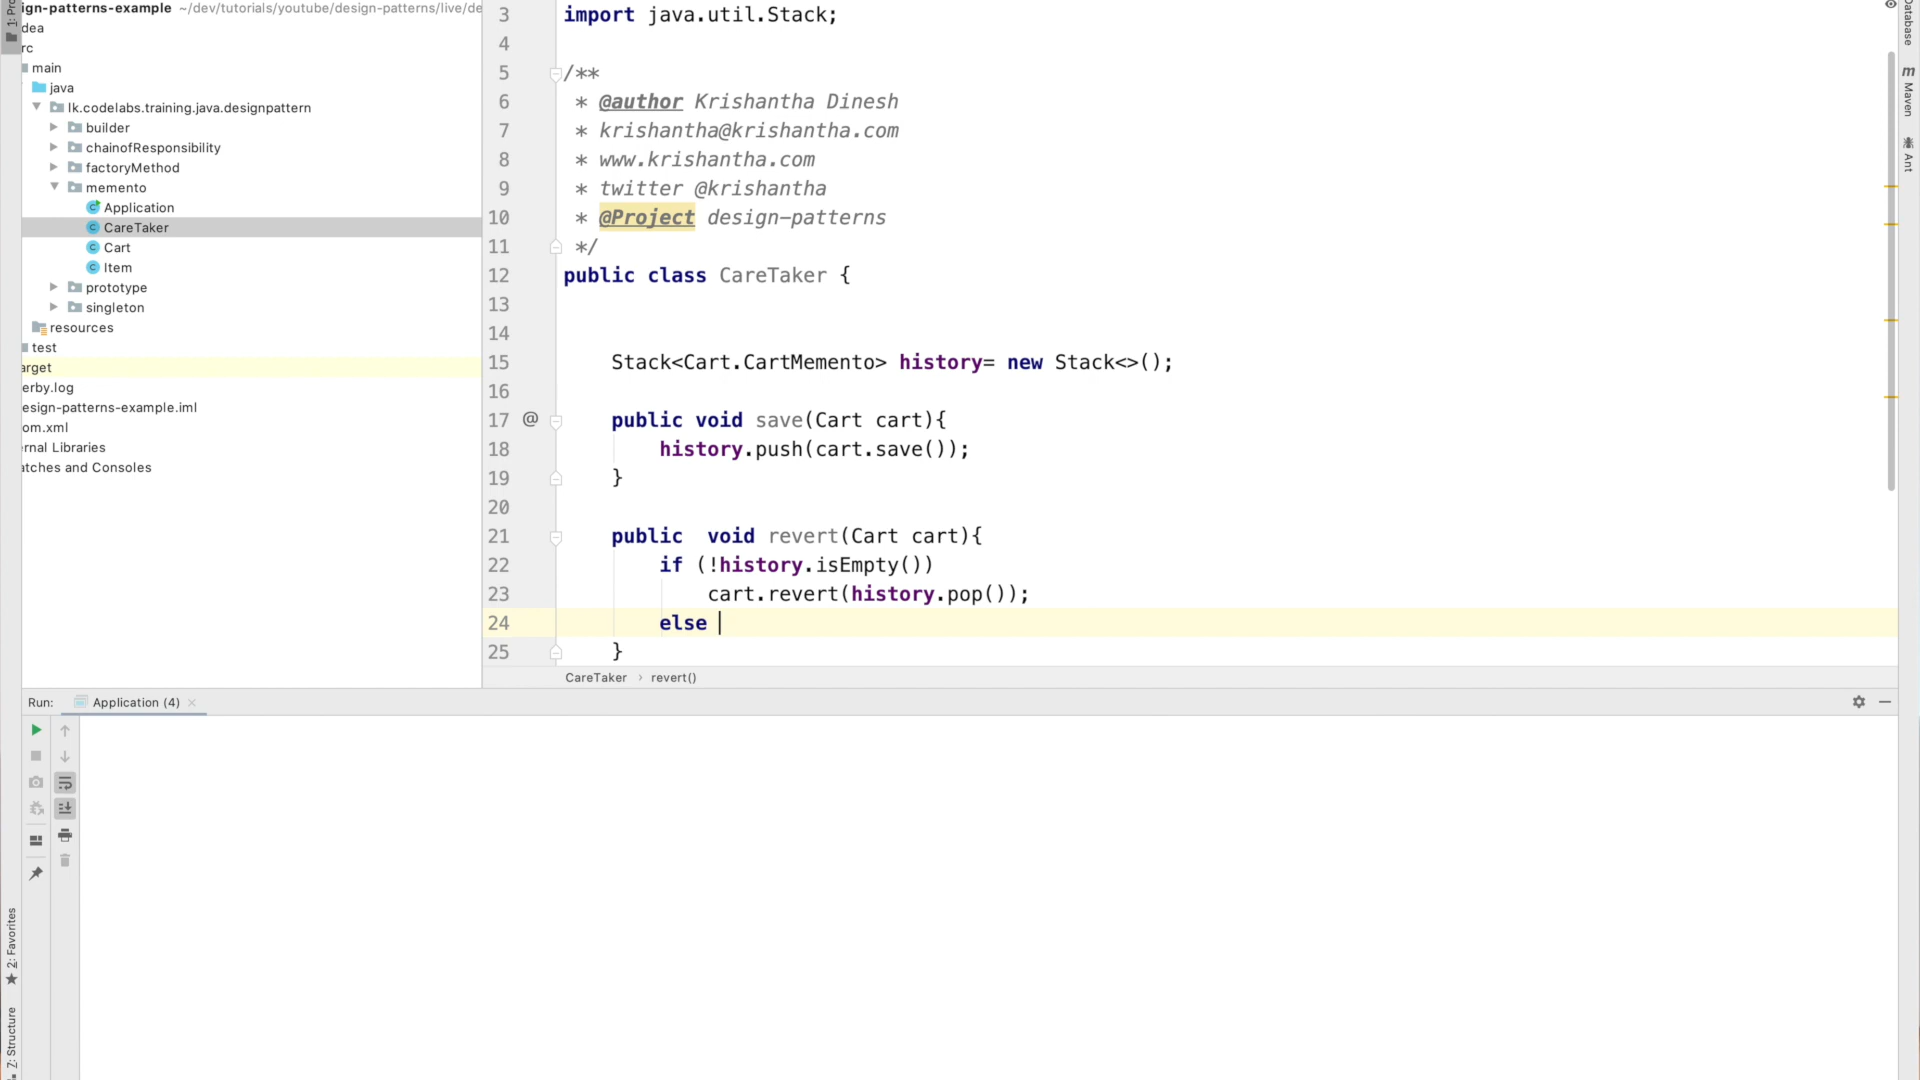 ign-patterns-example ~/dev/tutorials/youtube/design-patterns/live/de
dea
rc
main
java
lk.codelabs.training.java.designpattern
builder
chainofResponsibility
factoryMethod
memento
Application
CareTaker
Cart
Item
prototype
singleton
resources
test
arget
erby.log
esign-patterns-example.iml
om.xml
rnal Libraries
atches and Consoles
3 import java.util.Stack;
4
5 /**
6 * @author Krishantha Dinesh
7 * krishantha@krishantha.com
8 * www.krishantha.com
9 * twitter @krishantha
10 * @Project design-patterns
11 */
12 public class CareTaker {
13
14
15 Stack<Cart.CartMemento> history= new Stack<>();
16
17 @ public void save(Cart cart){
18 history.push(cart.save());
19 }
20
21 public  void revert(Cart cart){
22 if (!history.isEmpty())
23 cart.revert(history.pop());
24 else
25 }
CareTaker › revert()
Run: Application (4)
2: Favorites
Z: Structure
Database
m Maven
Ant